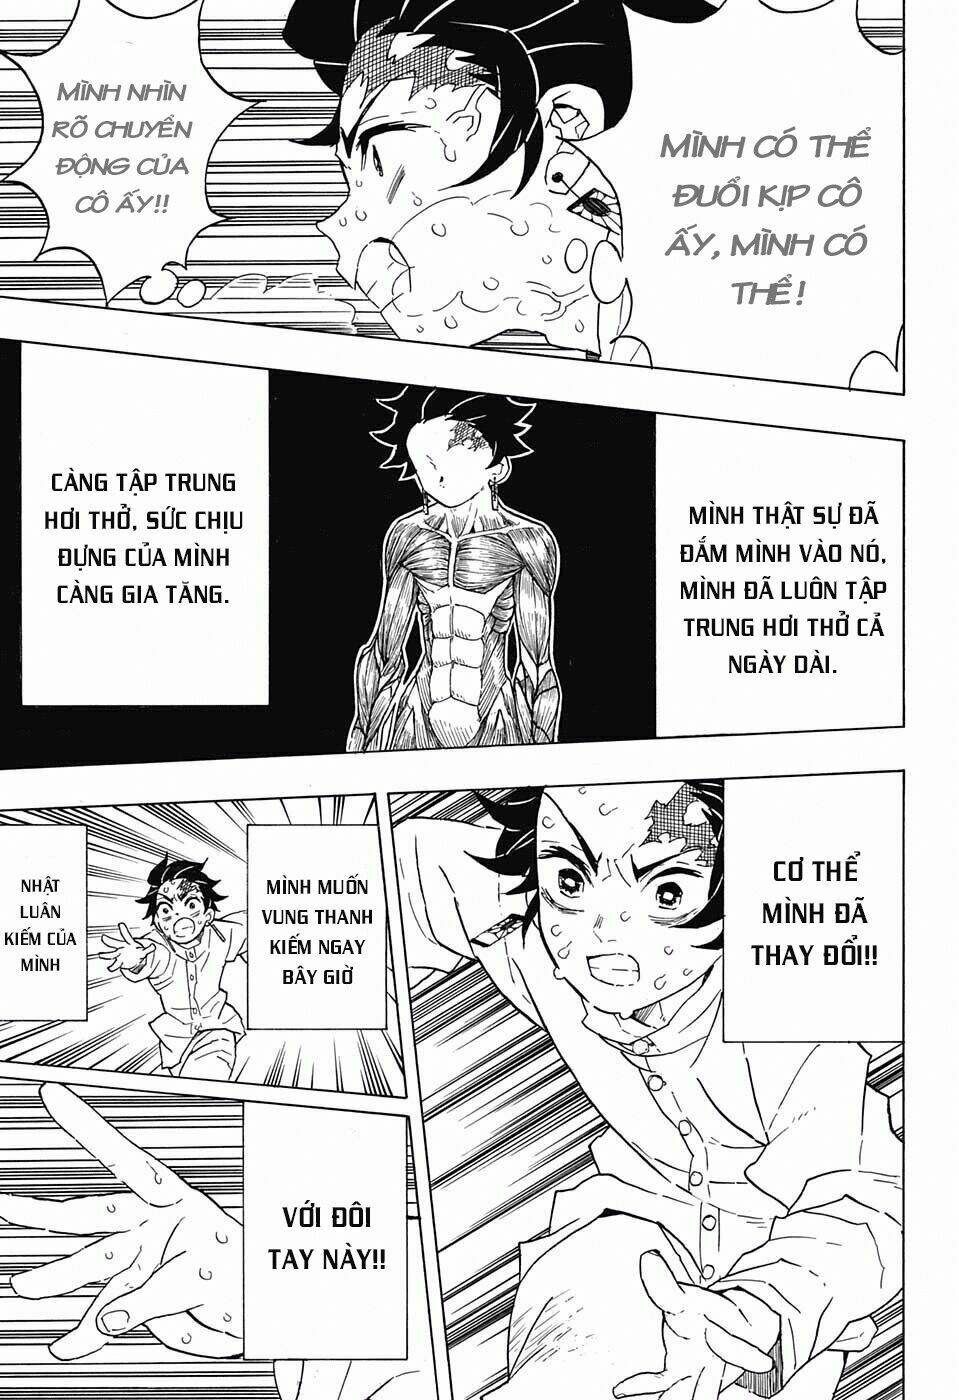 MÌNH CÓ THỂ
ĐUỔI KỊP CÔ
ẤY, MÌNH CÓ
THỂ!
MÌNH NHÌN
RÕ CHUYỂN
ĐỘNG CỦA
CÔ ẤY!!
MÌNH THẬT SỰ ĐÃ
ĐẮM MÌNH VÀO NÓ,
MÌNH ĐÃ LUÔN TẬP
TRUNG HƠI THỞ CẢ
NGÀY DÀI.
CÀNG TẬP TRUNG
HƠI THỞ, SỨC CHỊU
ĐỰNG CỦA MÌNH
CÀNG GIA TĂNG.
CƠ THỂ
MÌNH ĐÃ
THAY ĐỔI!!
MÌNH MUỐN
VUNG THANH
KIẾM NGAY
BÂY GIỜ
NHẬT
LUÂN
KIẾM CỦA
MÌNH
VỚI ĐÔI
TAY NÀY!!